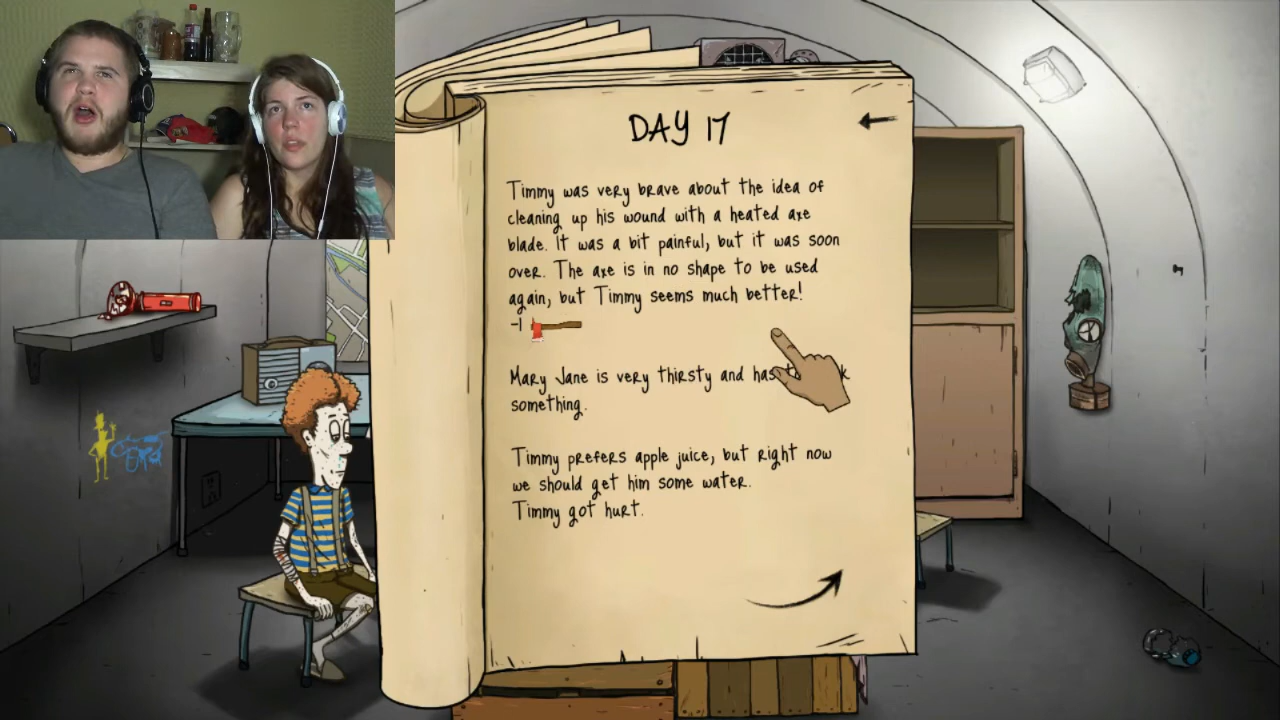 DAY 17
Timmy was very brave about the idea of
cleaning up his wound with a heated axe
blade. It was a bit painful, but it was soon
over. The axe is in no shape to be used
again, but Timmy seems much better!
-1
Mary Jane is very thirsty and has
something.
Timmy prefers apple juice, but right now
we should get him some water.
Timmy got hurt.